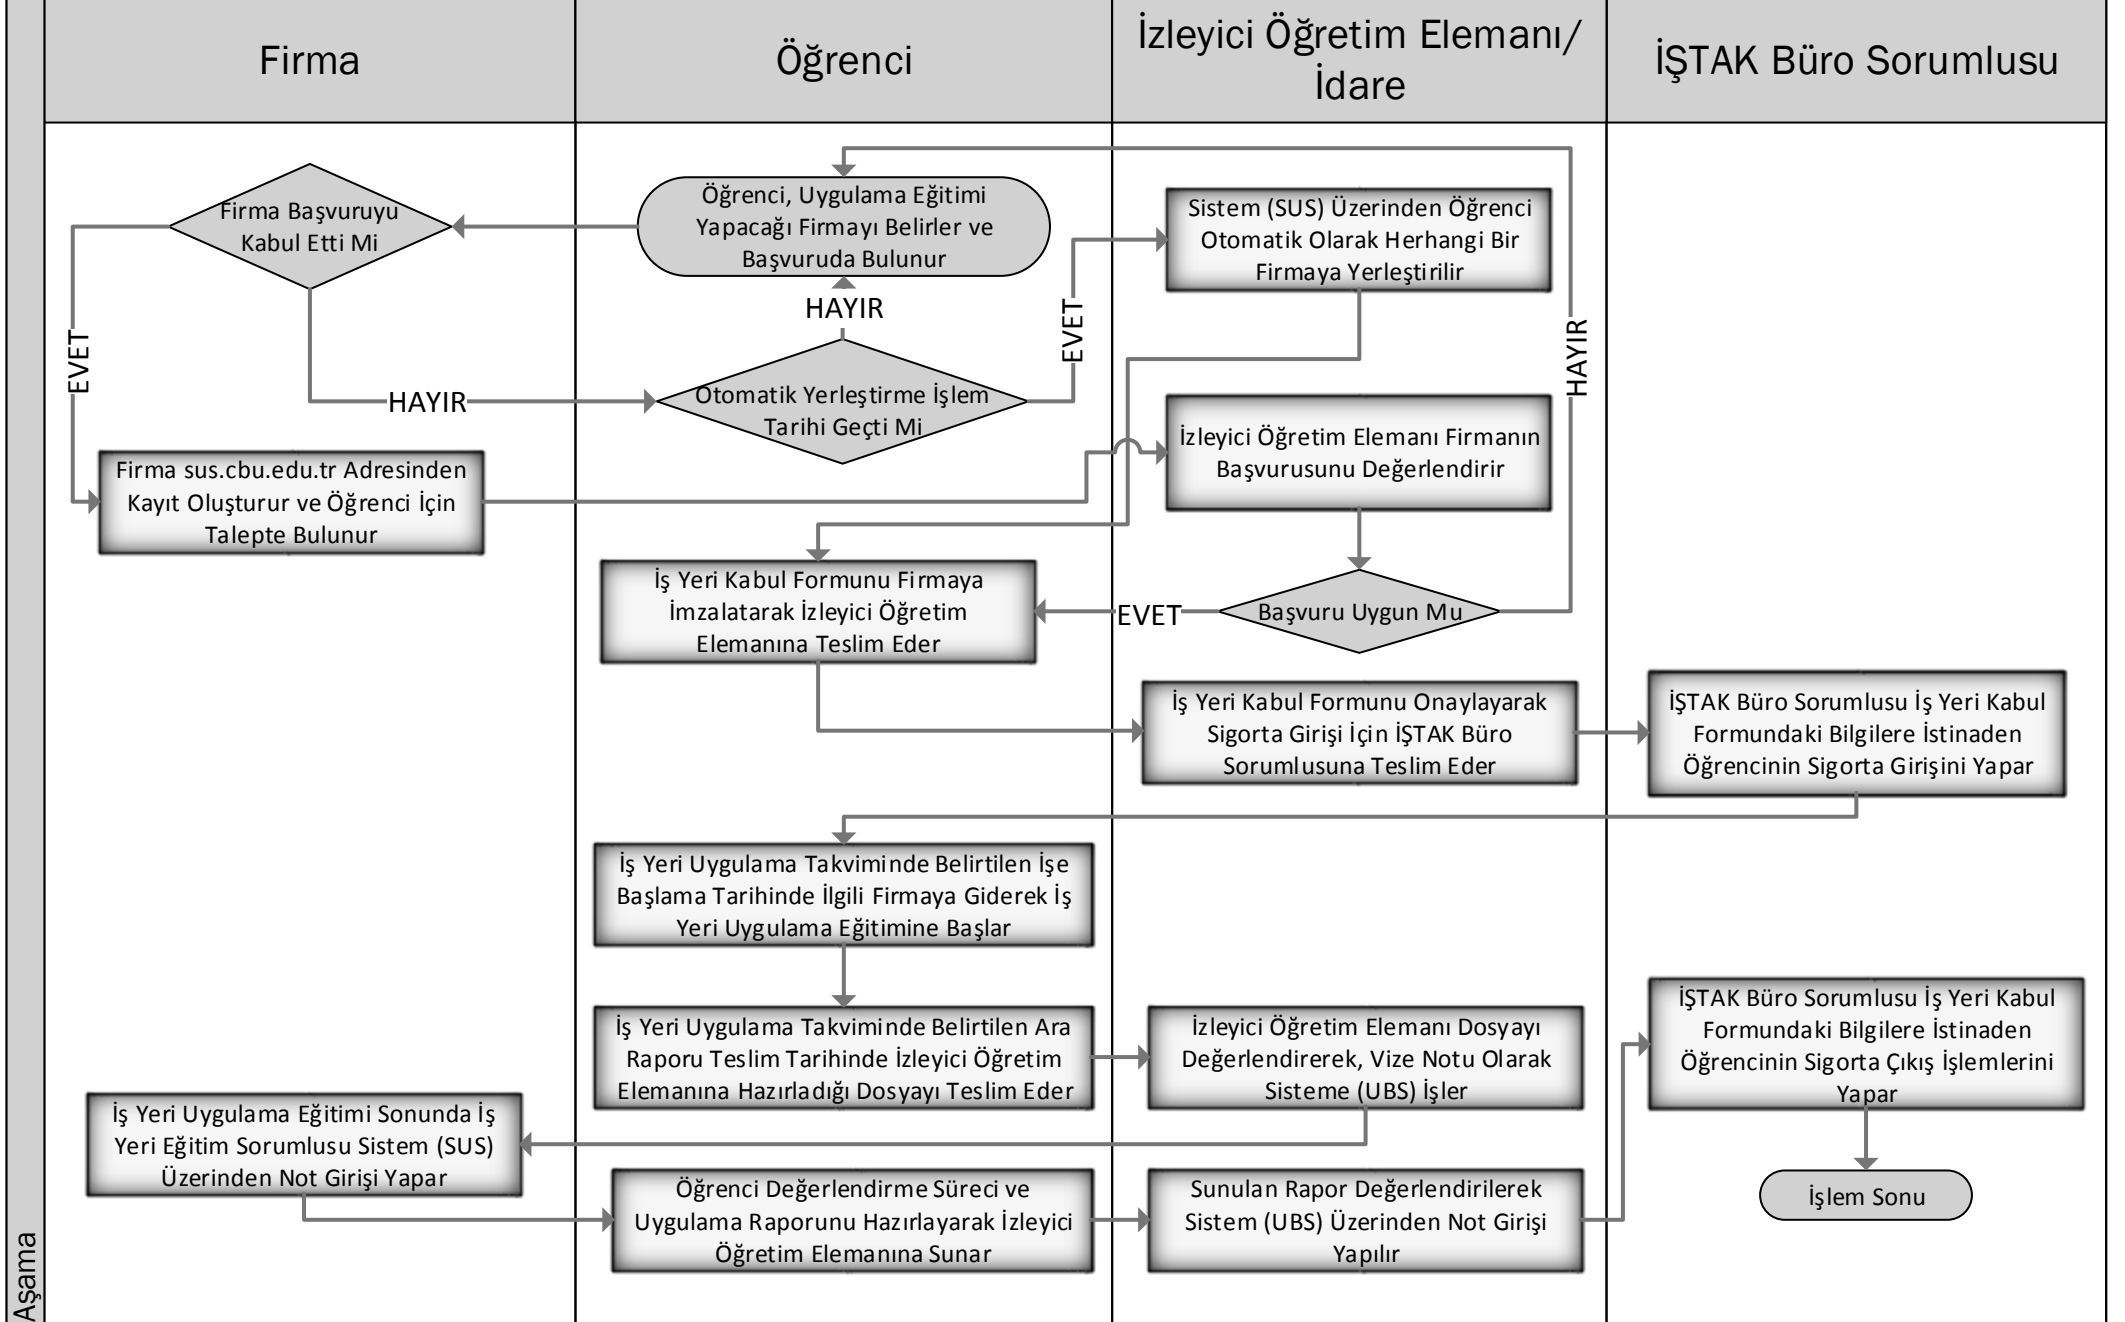 Firma
Öğrenci
İzleyici Öğretim Elemanı/
İdare
İŞTAK Büro Sorumlusu
Aşama
Öğrenci, Uygulama Eğitimi
Yapacağı Firmayı Belirler ve
Başvuruda Bulunur
Firma Başvuruyu
Kabul Etti Mi
Sistem (SUS) Üzerinden Öğrenci
Otomatik Olarak Herhangi Bir
Firmaya Yerleştirilir
HAYIR
EVET
EVET
HAYIR
HAYIR
Otomatik Yerleştirme İşlem
Tarihi Geçti Mi
İzleyici Öğretim Elemanı Firmanın
Başvurusunu Değerlendirir
Firma sus.cbu.edu.tr Adresinden
Kayıt Oluşturur ve Öğrenci İçin
Talepte Bulunur
İş Yeri Kabul Formunu Firmaya
İmzalatarak İzleyici Öğretim
Elemanına Teslim Eder
EVET
Başvuru Uygun Mu
İş Yeri Kabul Formunu Onaylayarak
Sigorta Girişi İçin İŞTAK Büro
Sorumlusuna Teslim Eder
İŞTAK Büro Sorumlusu İş Yeri Kabul
Formundaki Bilgilere İstinaden
Öğrencinin Sigorta Girişini Yapar
İş Yeri Uygulama Takviminde Belirtilen İşe
Başlama Tarihinde İlgili Firmaya Giderek İş
Yeri Uygulama Eğitimine Başlar
İş Yeri Uygulama Takviminde Belirtilen Ara
Raporu Teslim Tarihinde İzleyici Öğretim
Elemanına Hazırladığı Dosyayı Teslim Eder
İzleyici Öğretim Elemanı Dosyayı
Değerlendirerek, Vize Notu Olarak
Sisteme (UBS) İşler
İŞTAK Büro Sorumlusu İş Yeri Kabul
Formundaki Bilgilere İstinaden
Öğrencinin Sigorta Çıkış İşlemlerini
Yapar
İş Yeri Uygulama Eğitimi Sonunda İş
Yeri Eğitim Sorumlusu Sistem (SUS)
Üzerinden Not Girişi Yapar
Öğrenci Değerlendirme Süreci ve
Uygulama Raporunu Hazırlayarak İzleyici
Öğretim Elemanına Sunar
Sunulan Rapor Değerlendirilerek
Sistem (UBS) Üzerinden Not Girişi
Yapılır
İşlem Sonu